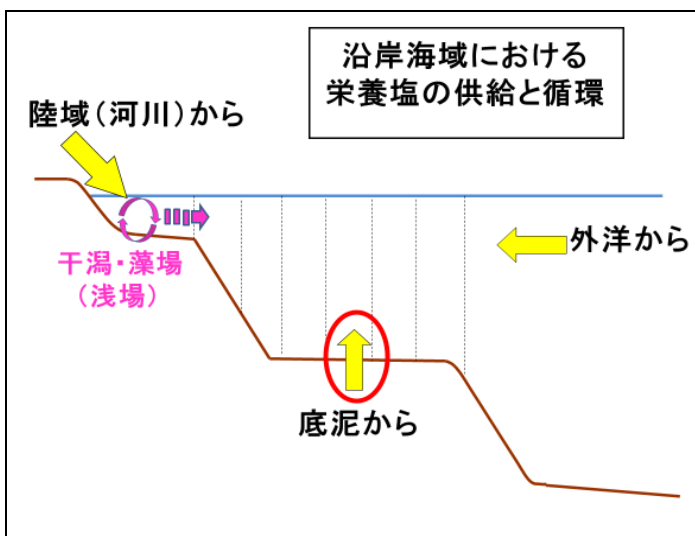 沿岸海域における
栄養塩の供給と循環
陸域(河川)から
外洋から
干潟・藻場
(浅場)
底泥から